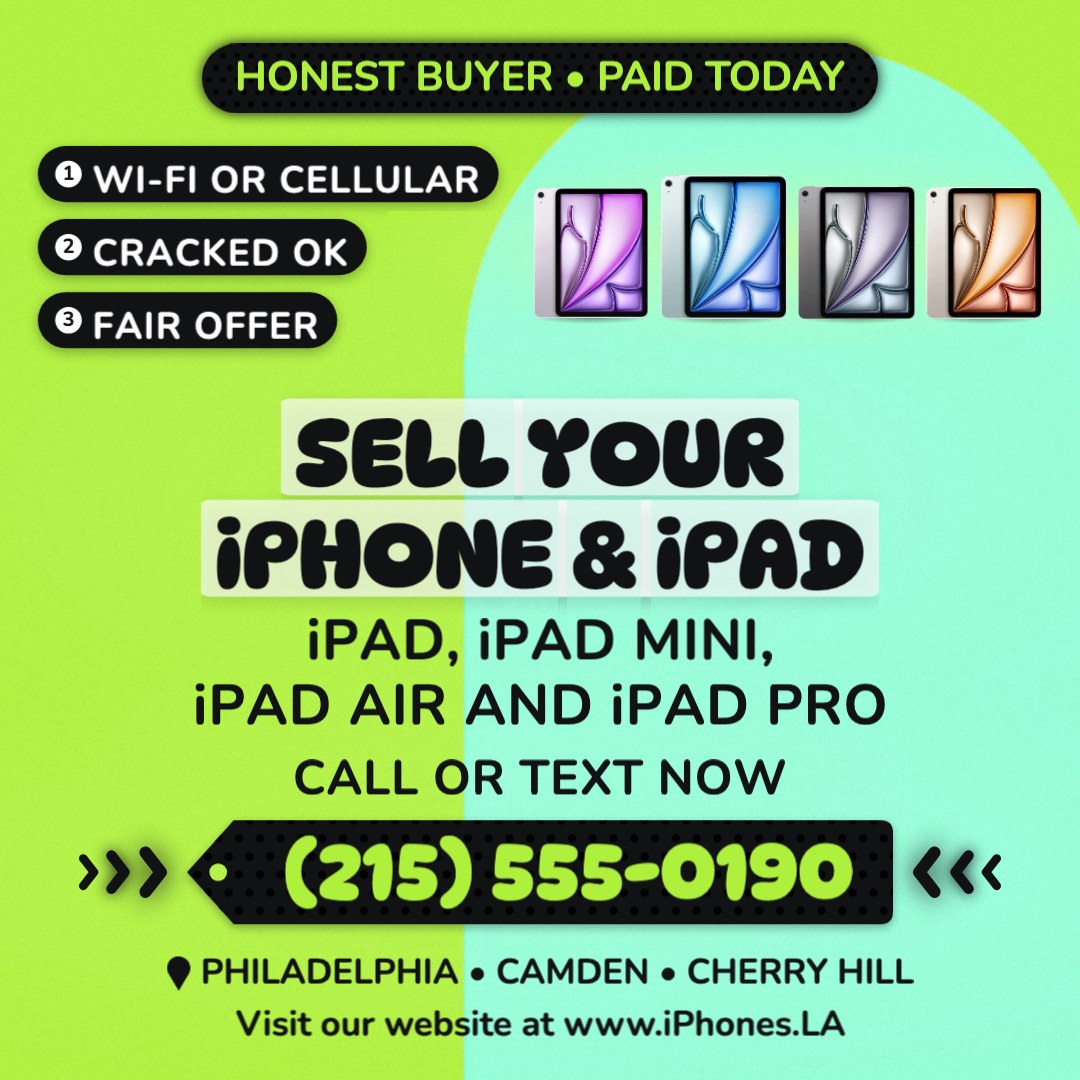 HONEST BUYER • PAID TODAY
1 WI-FI OR CELLULAR
2 CRACKED OK
3 FAIR OFFER
SELL YOUR
iPHONE & iPAD
iPAD, iPAD MINI,
iPAD AIR AND iPAD PRO
CALL OR TEXT NOW
(215) 555-0190
PHILADELPHIA • CAMDEN • CHERRY HILL
Visit our website at www.iPhones.LA